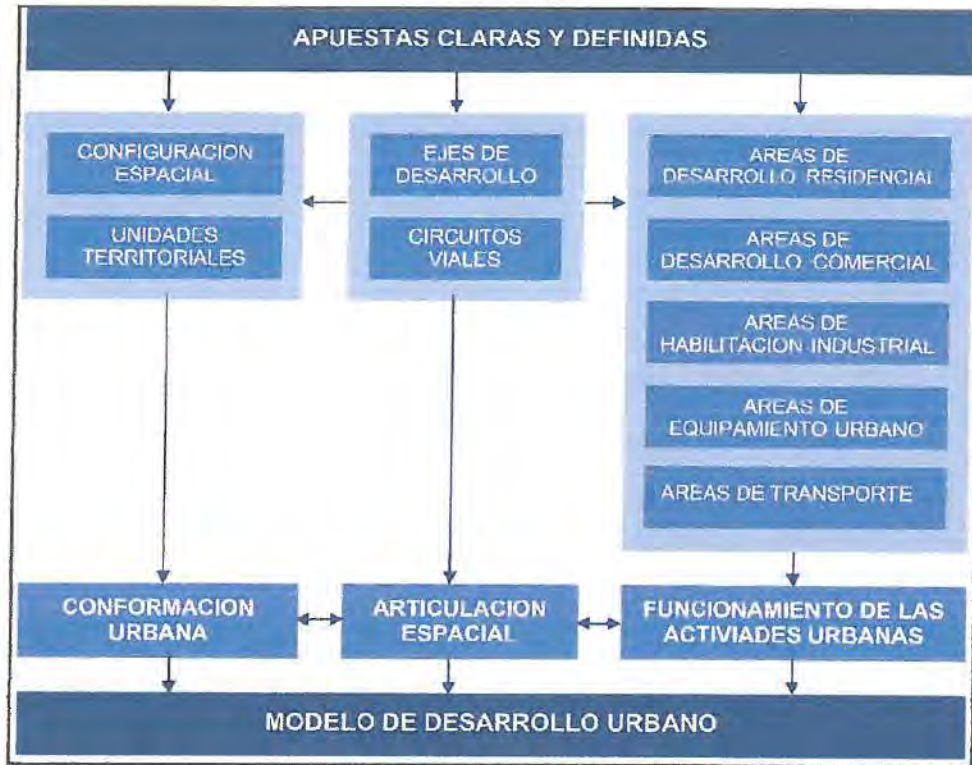 APUESTAS CLARAS Y DEFINIDAS
CONFIGURACION
ESPACIAL
UNIDADES
TERRITORIALES
EJES DE
DESARROLLO
CIRCUITOS
VIALES
AREAS DE
DESARROLLO RESIDENCIAL
AREAS DE
DESARROLLO COMERCIAL
AREAS DE
HABILITACION INDUSTRIAL
AREAS DE
EQUIPAMIENTO URBANO
AREAS DE TRANSPORTE
CONFORMACION
URBANA
ARTICULACION
ESPACIAL
FUNCIONAMIENTO DE LAS
ACTIVIADES URBANAS
MODELO DE DESARROLLO URBANO